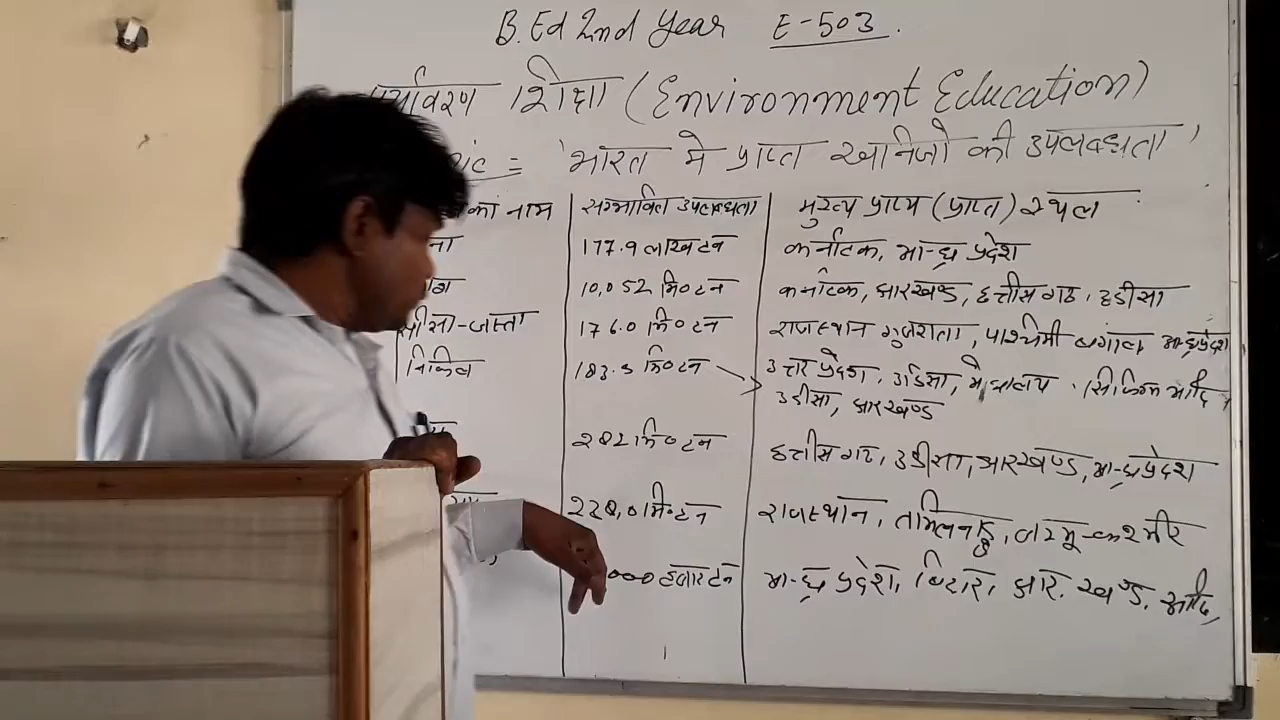 B.Ed 2nd Year E-503.
र्यावरण शिक्षा (Environment Education)
ic = 'भारत मे प्राप्त खनिजो की उपलब्धता'
का नाम सम्भावित उपलब्धता मुख्य प्राप्य (प्राप्त) स्थल
ना 177.9 लाख टन कर्नाटक, आन्ध्र प्रदेश
10,052 मि० टन कर्नाटक, झारखण्ड, छत्तीसगढ, उडीसा
सीसा-जस्ता 176.0 मि० टन राजस्थान गुजराता, पश्चिमी बंगाल आन्ध्रप्रदेश
निकिल 183.3 मि० टन उत्तर प्रदेश, उडिसा, मेघालय, सिक्किम आदि,
उडीसा, झारखण्ड
282 मि० टन छत्तीसगढ, उडीसा, झारखण्ड, आन्ध्रप्रदेश
228,0 मि० टन राजस्थान, तमिलनाडु, जम्मू-कश्मीर
000 हजार टन आन्ध्र प्रदेश, बिहार, झारखण्ड, आदि,